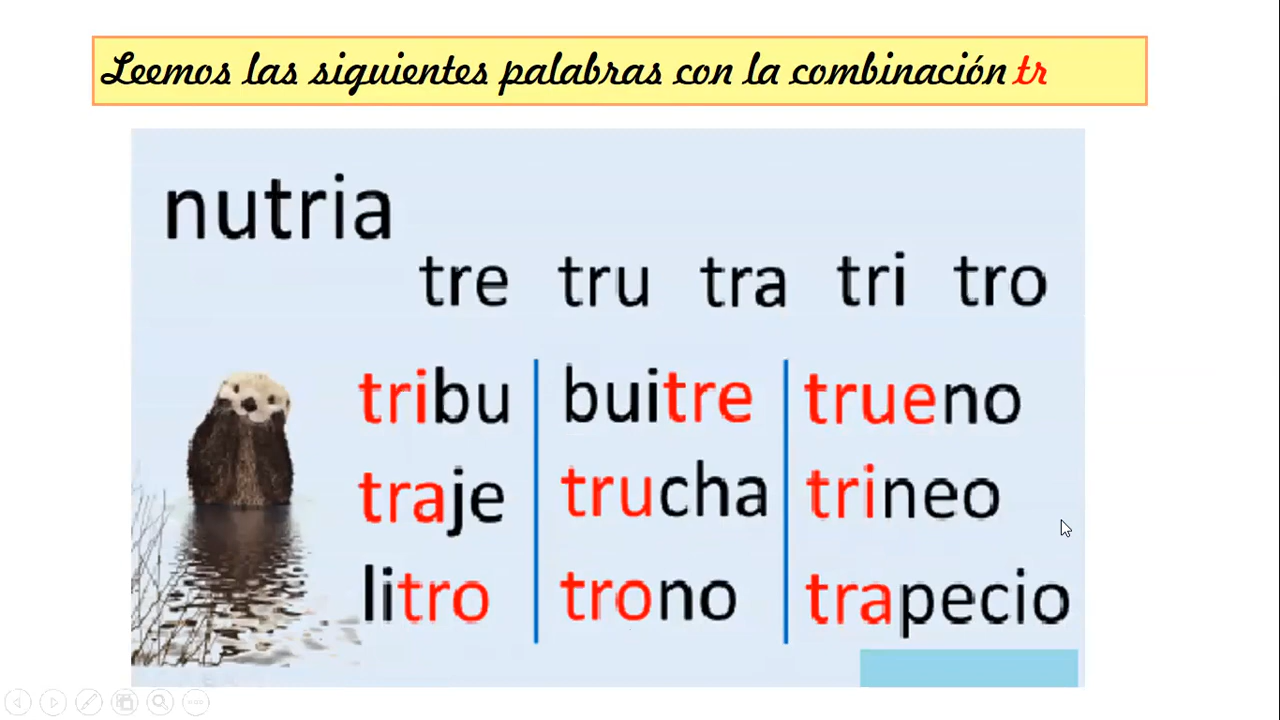 Leemos las siguientes palabras con la combinación tr
nutria
tre tru tra tri tro
tribu buitre trueno
traje trucha trineo
litro trono trapecio